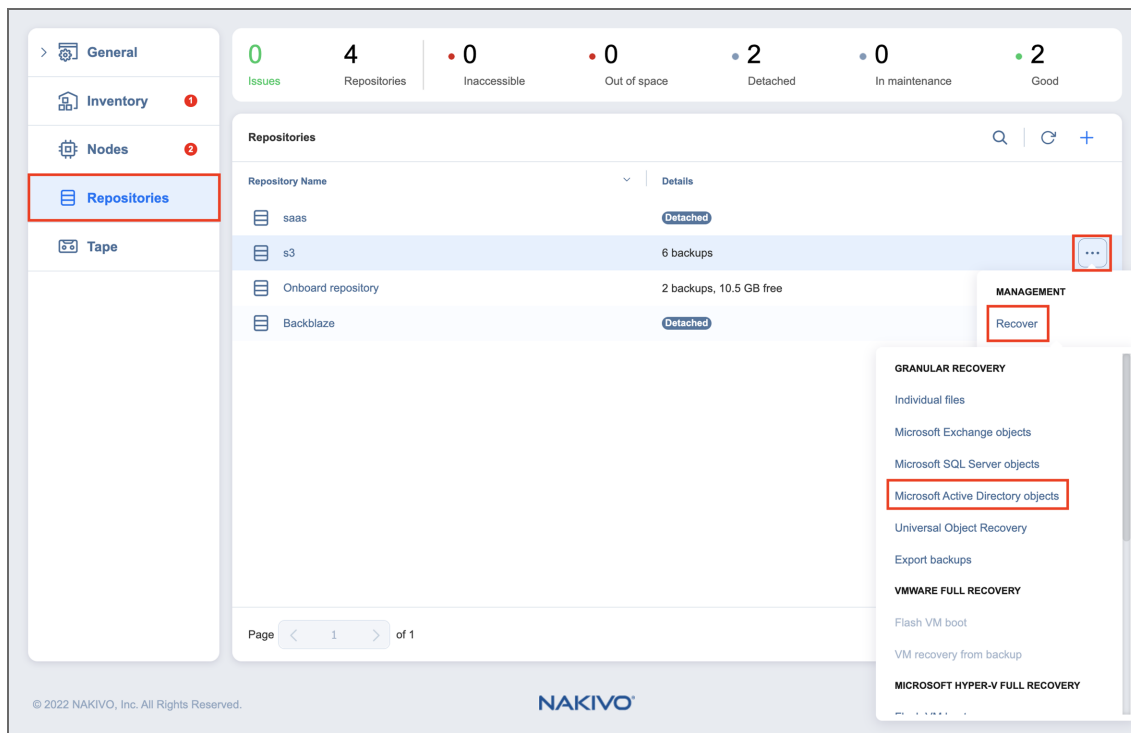 General
Inventory 1
Nodes 2
Repositories
Tape
0 4 0 0 2 0 2
Issues Repositories Inaccessible Out of space Detached In maintenance Good
Repositories
Repository Name Details
saas Detached
s3 6 backups ...
Onboard repository 2 backups, 10.5 GB free
Backblaze Detached
MANAGEMENT
Recover
GRANULAR RECOVERY
Individual files
Microsoft Exchange objects
Microsoft SQL Server objects
Microsoft Active Directory objects
Universal Object Recovery
Export backups
VMWARE FULL RECOVERY
Flash VM boot
VM recovery from backup
MICROSOFT HYPER-V FULL RECOVERY
Page 1 of 1
© 2022 NAKIVO, Inc. All Rights Reserved.
NAKIVO®